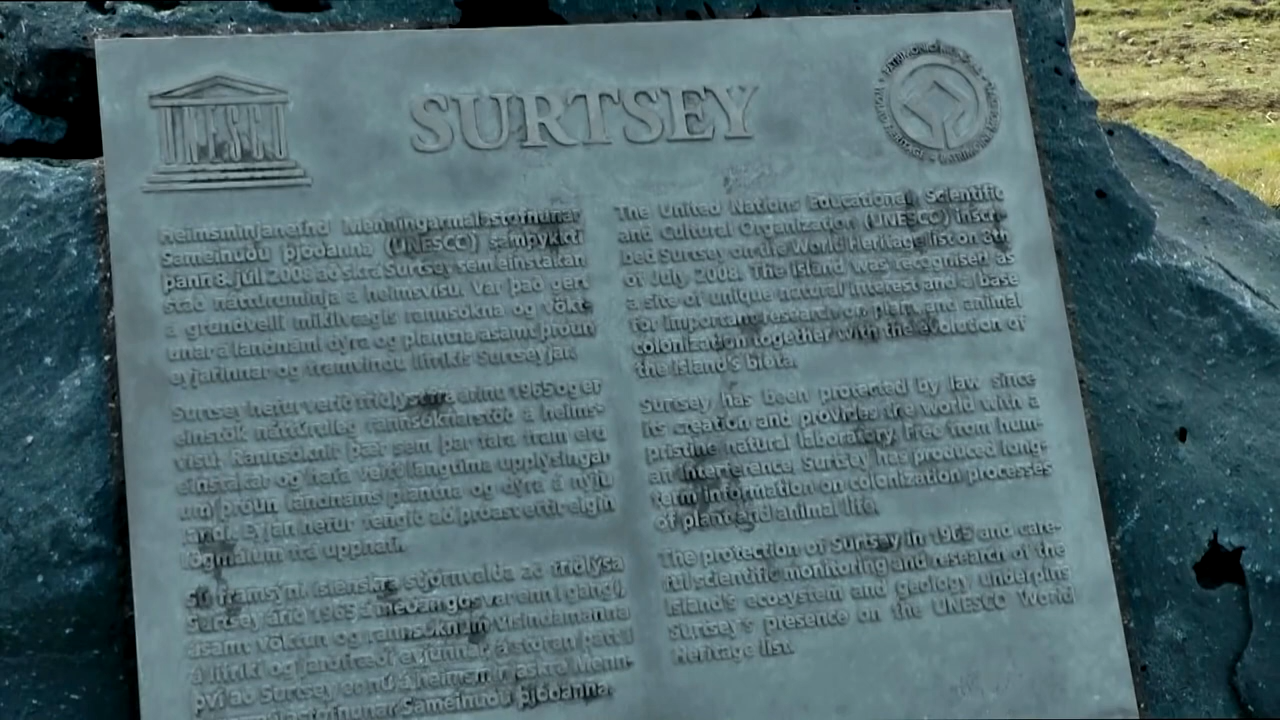 UNESCO
SURTSEY
Heimsminjanefnd Menningarmálastofnunar
Sameinuðu þjóðanna (UNESCO) samþykkti
þann 8. júlí 2008 að skrá Surtsey sem einstakan
stað náttúruminja á heimsvísu. Var það gert
á grundvelli mikilvægis rannsókna og vökt-
unar á landnámi dýra og plantna ásamt þróun
eyjarinnar og framvindu lífríkis Surtseyjar.
Surtsey hefur verið friðlýst frá árinu 1965 og er
einstök náttúruleg rannsóknarstöð á heims-
vísu. Rannsóknir þær sem þar fara fram eru
einstakar og hafa veitt langtíma upplýsingar
um þróun landnáms plantna og dýra á nýju
landi. Eyjan hefur fengið að þróast eftir eigin
lögmálum frá upphafi.
Sú framsýni íslenskra stjórnvalda að friðlýsa
Surtsey árið 1965 á meðan gos var enn í gangi,
ásamt vöktun og rannsóknum vísindamanna
á lífríki og jarðfræði eyjunnar, á stóran þátt í
því að Surtsey er nú á heimsminjaskrá Menn-
Sameinuðu þjóðanna.
The United Nations Educational, Scientific
and Cultural Organization (UNESCO) inscri-
bed Surtsey on the World Heritage list on 8th
of July 2008. The island was recognised as
a site of unique natural interest and a base
for important research on plant and animal
colonization together with the evolution of
the island's biota.
Surtsey has been protected by law since
its creation and provides the world with a
pristine natural laboratory. Free from hum-
an interference, Surtsey has produced long-
term information on colonization processes
of plant and animal life.
The protection of Surtsey in 1965 and care-
ful scientific monitoring and research of the
island's ecosystem and geology underpins
Surtsey's presence on the UNESCO World
Heritage list.